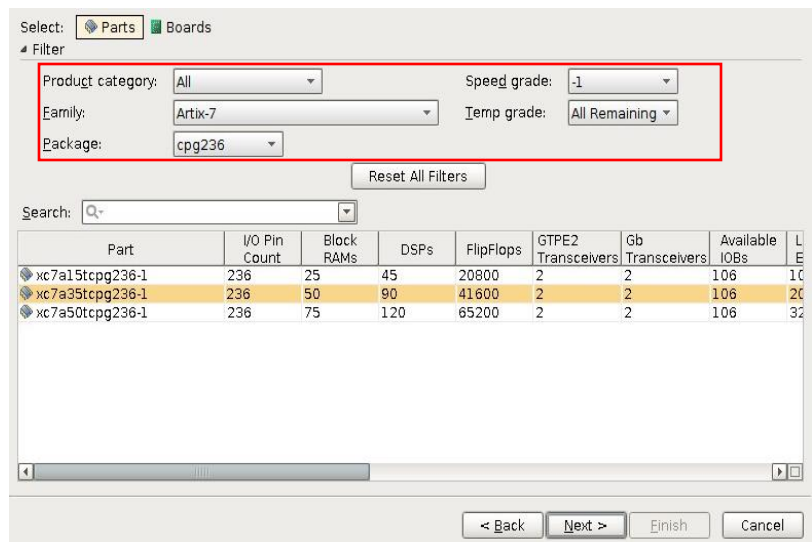 Select: Parts Boards
Filter
Product category: All Speed grade: -1
Family: Artix-7 Temp grade: All Remaining
Package: cpg236
Reset All Filters
Search:
Part I/O Pin Count Block RAMs DSPs FlipFlops GTPE2 Transceivers Gb Transceivers Available IOBs L E
xc7a15tcpg236-1 236 25 45 20800 2 2 106 10
xc7a35tcpg236-1 236 50 90 41600 2 2 106 20
xc7a50tcpg236-1 236 75 120 65200 2 2 106 32
< Back Next > Finish Cancel